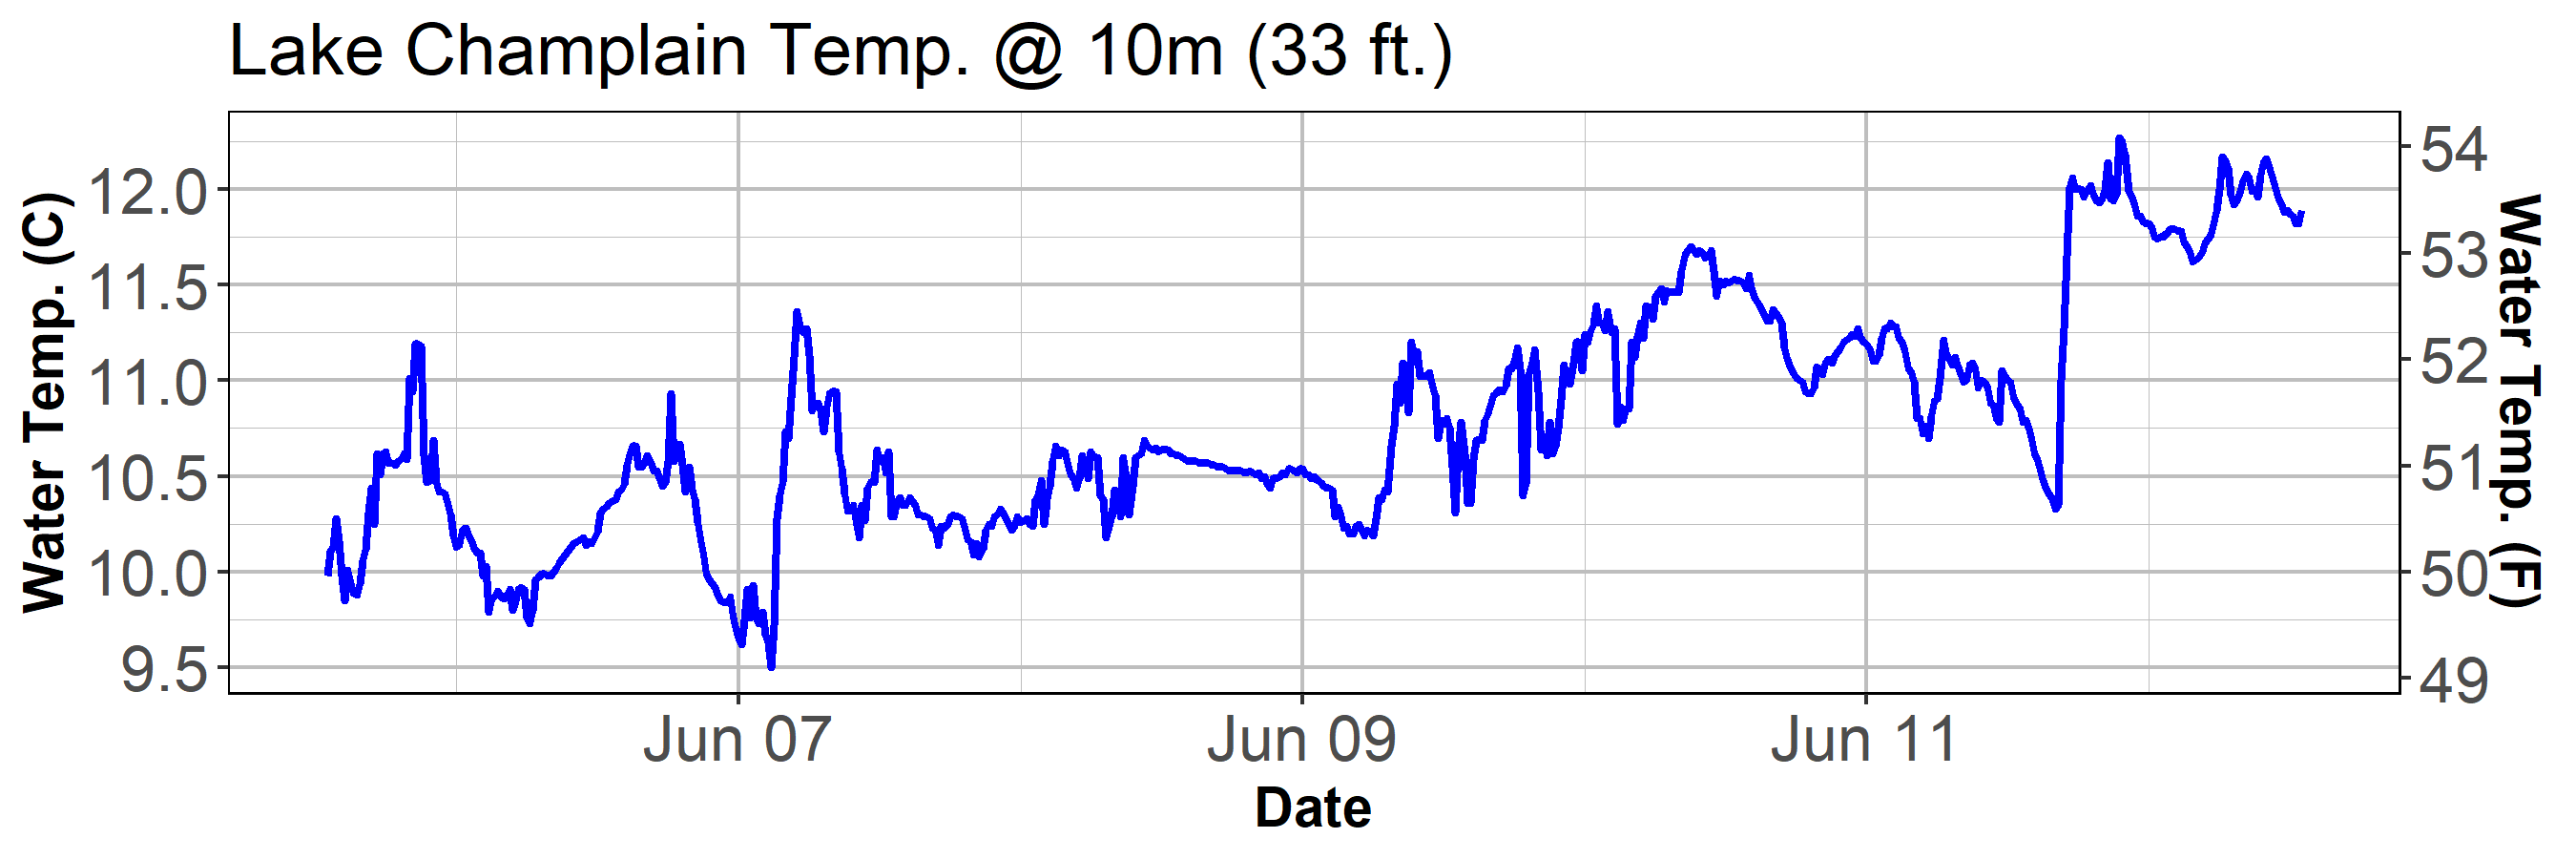 Lake Champlain Temp. @ 10m (33 ft.)
Water Temp. (C)
12.0
11.5
11.0
10.5
10.0
9.5
54
53
52
51
50
49
Water Temp. (F)
Jun 07
Jun 09
Jun 11
Date